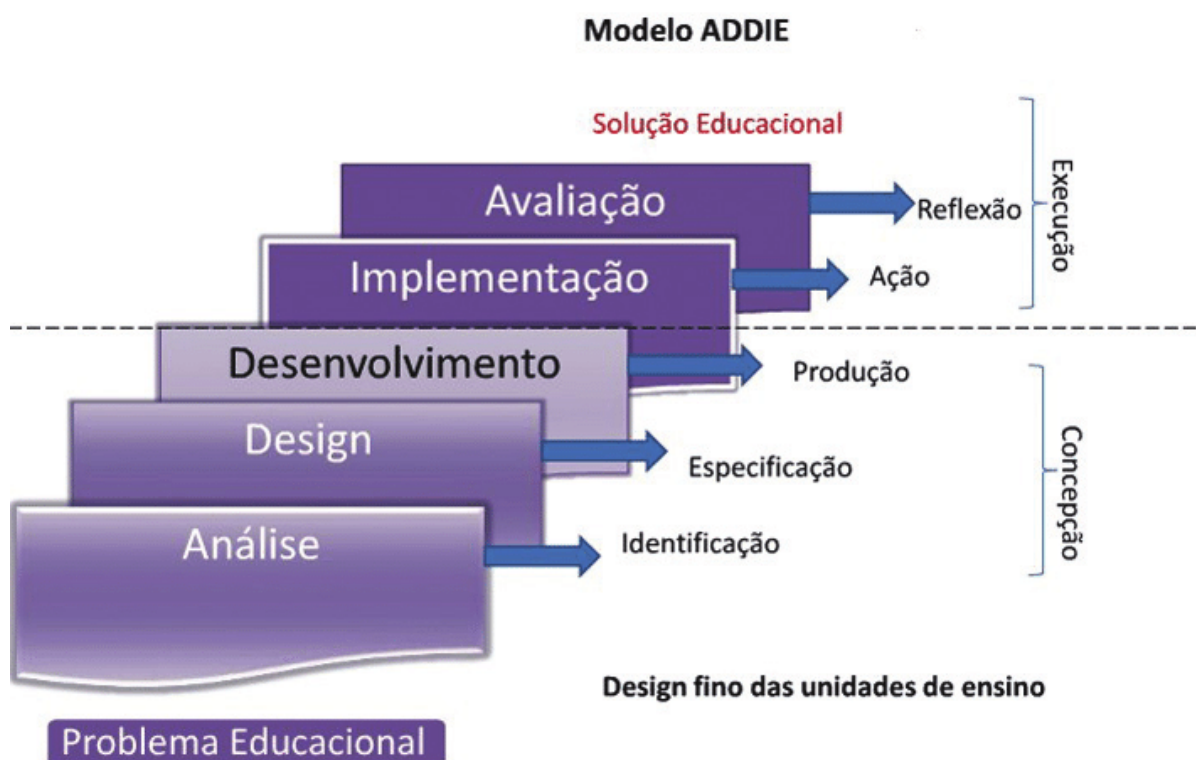 Modelo ADDIE
Solução Educacional
Avaliação
Reflexão
Execução
Implementação
Ação
Desenvolvimento
Produção
Design
Especificação
Concepção
Análise
Identificação
Design fino das unidades de ensino
Problema Educacional